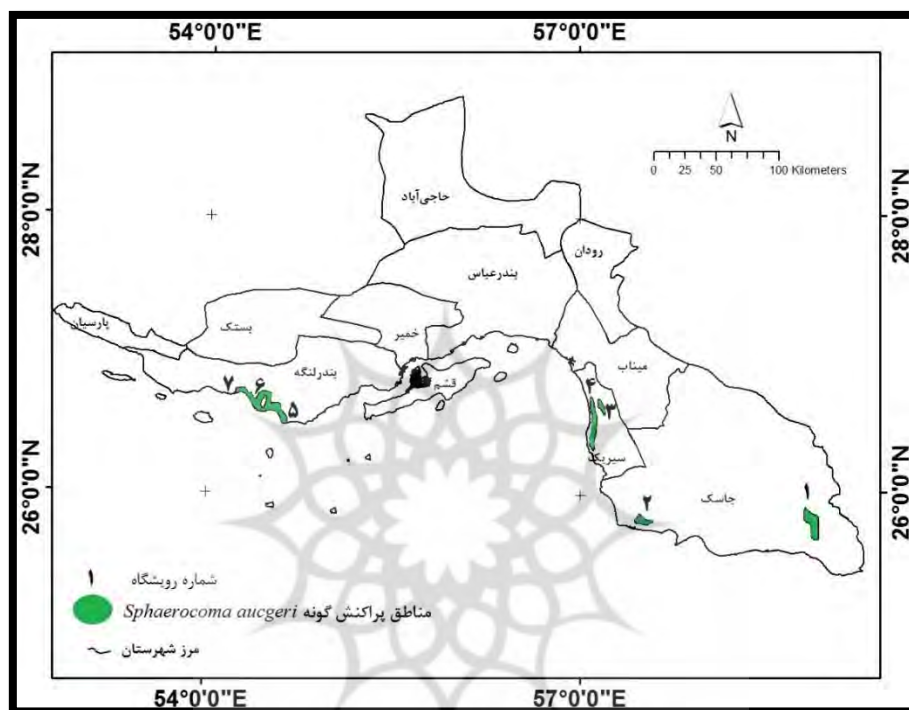 54°0'0"E
57°0'0"E
N
0 25 50 100 Kilometers
28°0'0"N
28°0'0"N
حاجی‌آباد
رودان
بندرعباس
پارسیان
بستک
خمیر
میناب
بندرلنگه
قشم
۷
۶
۵
۴
۳
سیریک
26°0'0"N
26°0'0"N
جاسک
۱
۲
۱ شماره رویشگاه
مناطق پراکنش گونه Sphaerocoma aucgeri
مرز شهرستان
54°0'0"E
57°0'0"E